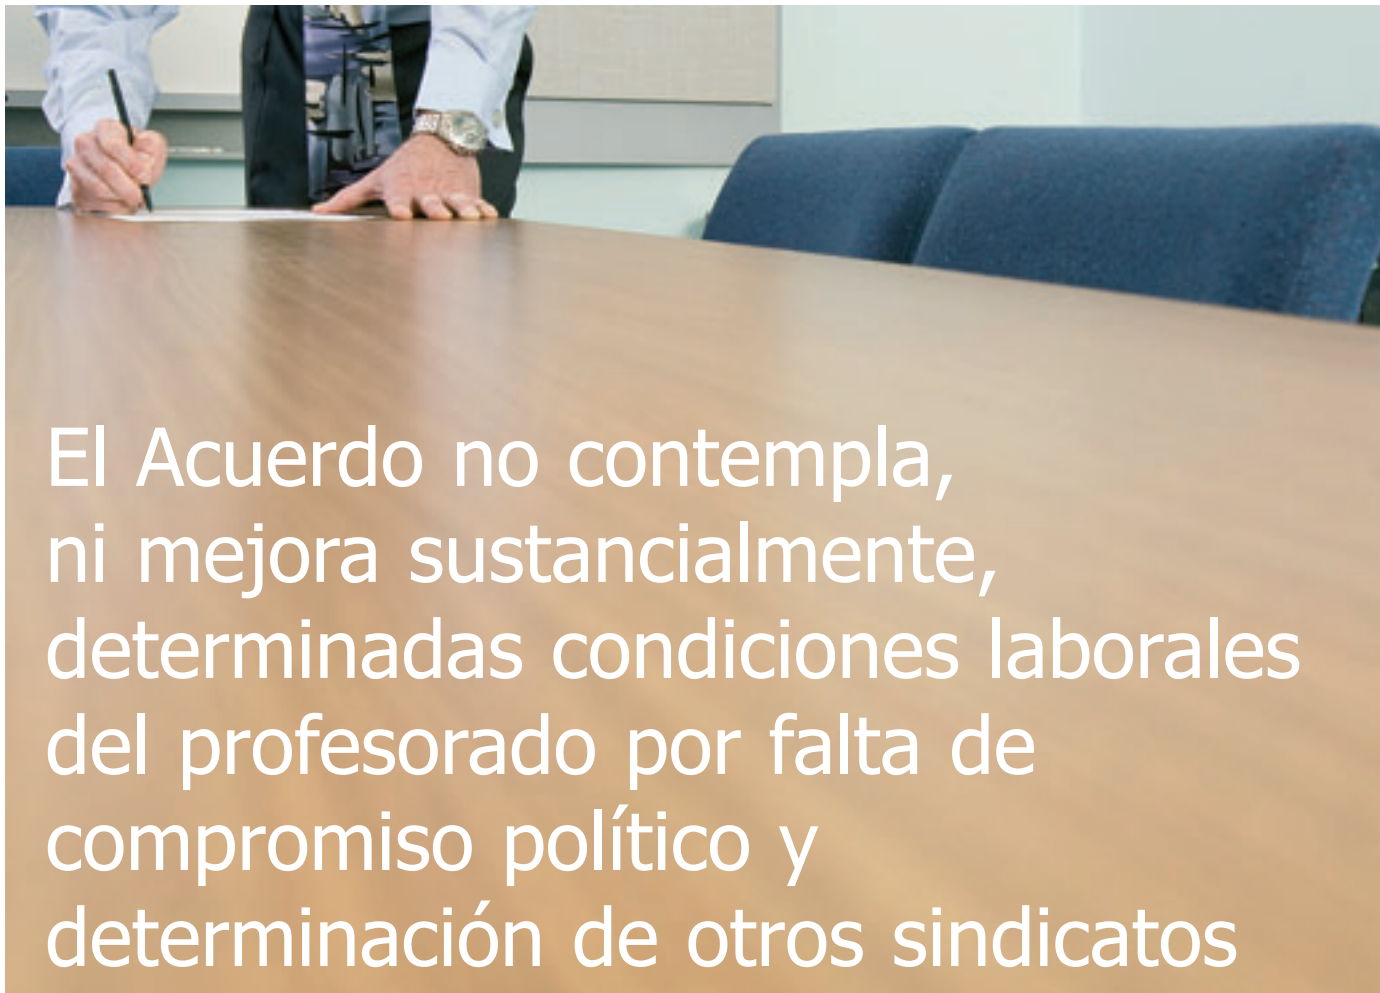 El Acuerdo no contempla,
ni mejora sustancialmente,
determinadas condiciones laborales
del profesorado por falta de
compromiso político y
determinación de otros sindicatos